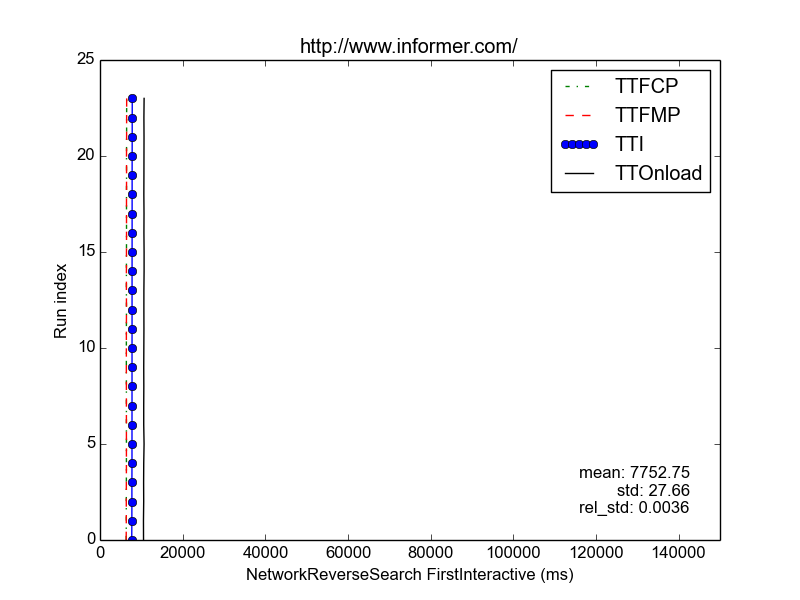 http://www.informer.com/
25
20
15
10
5
0
Run index
TTFCP
TTFMP
TTI
TTOnload
mean: 7752.75
std: 27.66
rel_std: 0.0036
0 20000 40000 60000 80000 100000 120000 140000
NetworkReverseSearch FirstInteractive (ms)